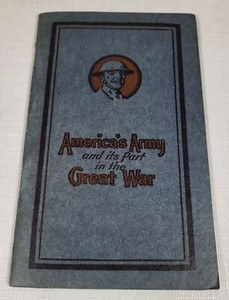 America's Army
and its Part
in the
Great War